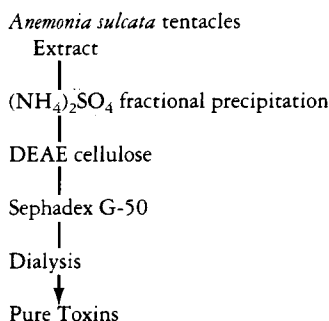 Anemonia sulcata tentacles
Extract
(NH4)2SO4 fractional precipitation
DEAE cellulose
Sephadex G-50
Dialysis
Pure Toxins